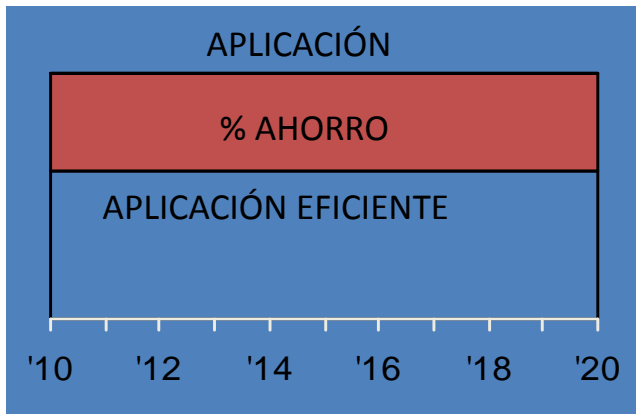 APLICACIÓN
% AHORRO
APLICACIÓN EFICIENTE
'10 '12 '14 '16 '18 '20